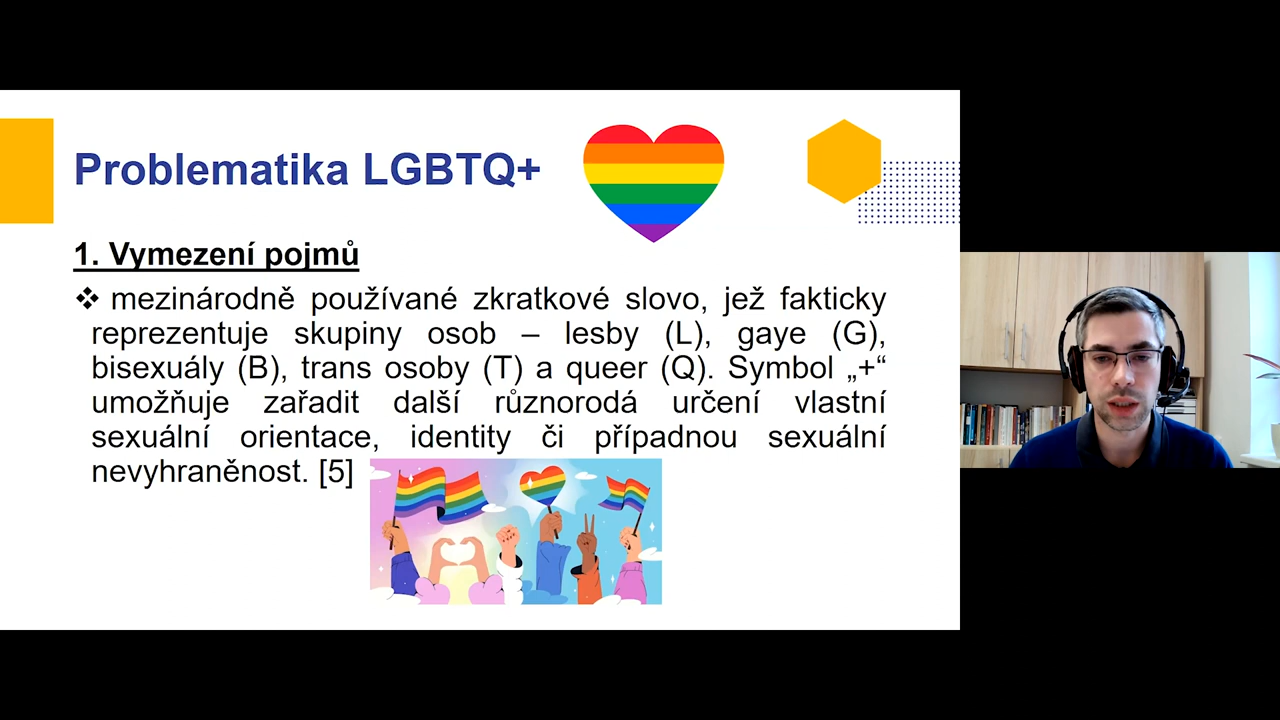 Problematika LGBTQ+
1. Vymezení pojmů
❖ mezinárodně používané zkratkové slovo, jež fakticky
reprezentuje skupiny osob – lesby (L), gaye (G),
bisexuály (B), trans osoby (T) a queer (Q). Symbol „+“
umožňuje zařadit další různorodá určení vlastní
sexuální orientace, identity či případnou sexuální
nevyhraněnost. [5]